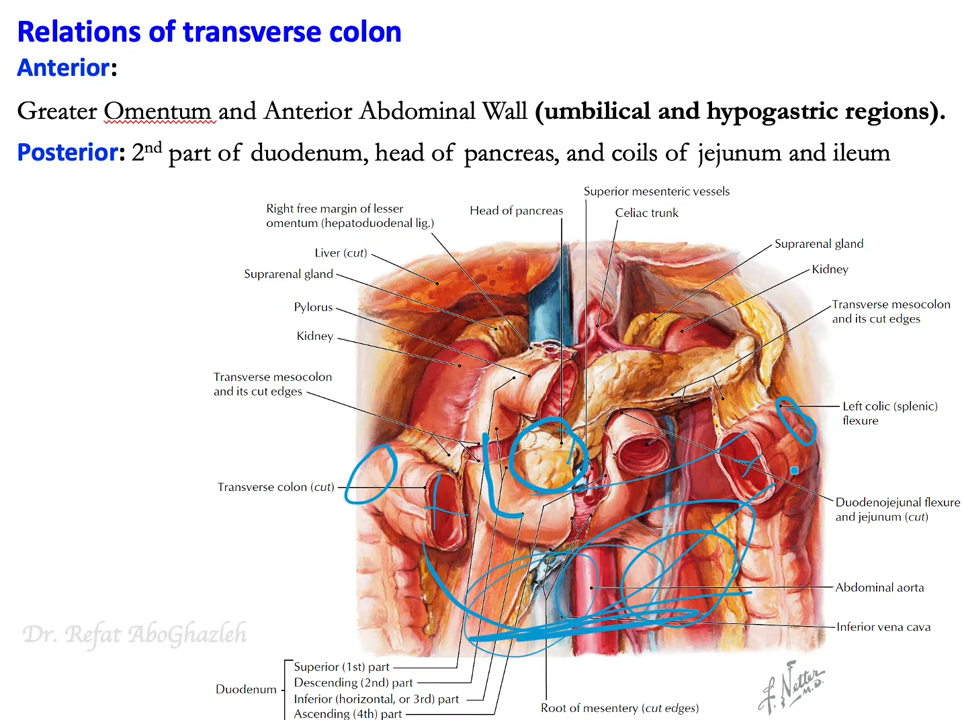 Relations of transverse colon
Anterior:
Greater Omentum and Anterior Abdominal Wall (umbilical and hypogastric regions).
Posterior: 2nd part of duodenum, head of pancreas, and coils of jejunum and ileum
Superior mesenteric vessels
Right free margin of lesser
omentum (hepatoduodenal lig.)
Head of pancreas
Celiac trunk
Liver (cut)
Suprarenal gland
Suprarenal gland
Kidney
Pylorus
Transverse mesocolon
and its cut edges
Kidney
Transverse mesocolon
and its cut edges
Left colic (splenic)
flexure
Transverse colon (cut)
Duodenojejunal flexure
and jejunum (cut)
Abdominal aorta
Dr. Refat AboGhazleh
Inferior vena cava
Duodenum
Superior (1st) part
Descending (2nd) part
Inferior (horizontal, or 3rd) part
Ascending (4th) part
Root of mesentery (cut edges)
F. Netter
M.D.